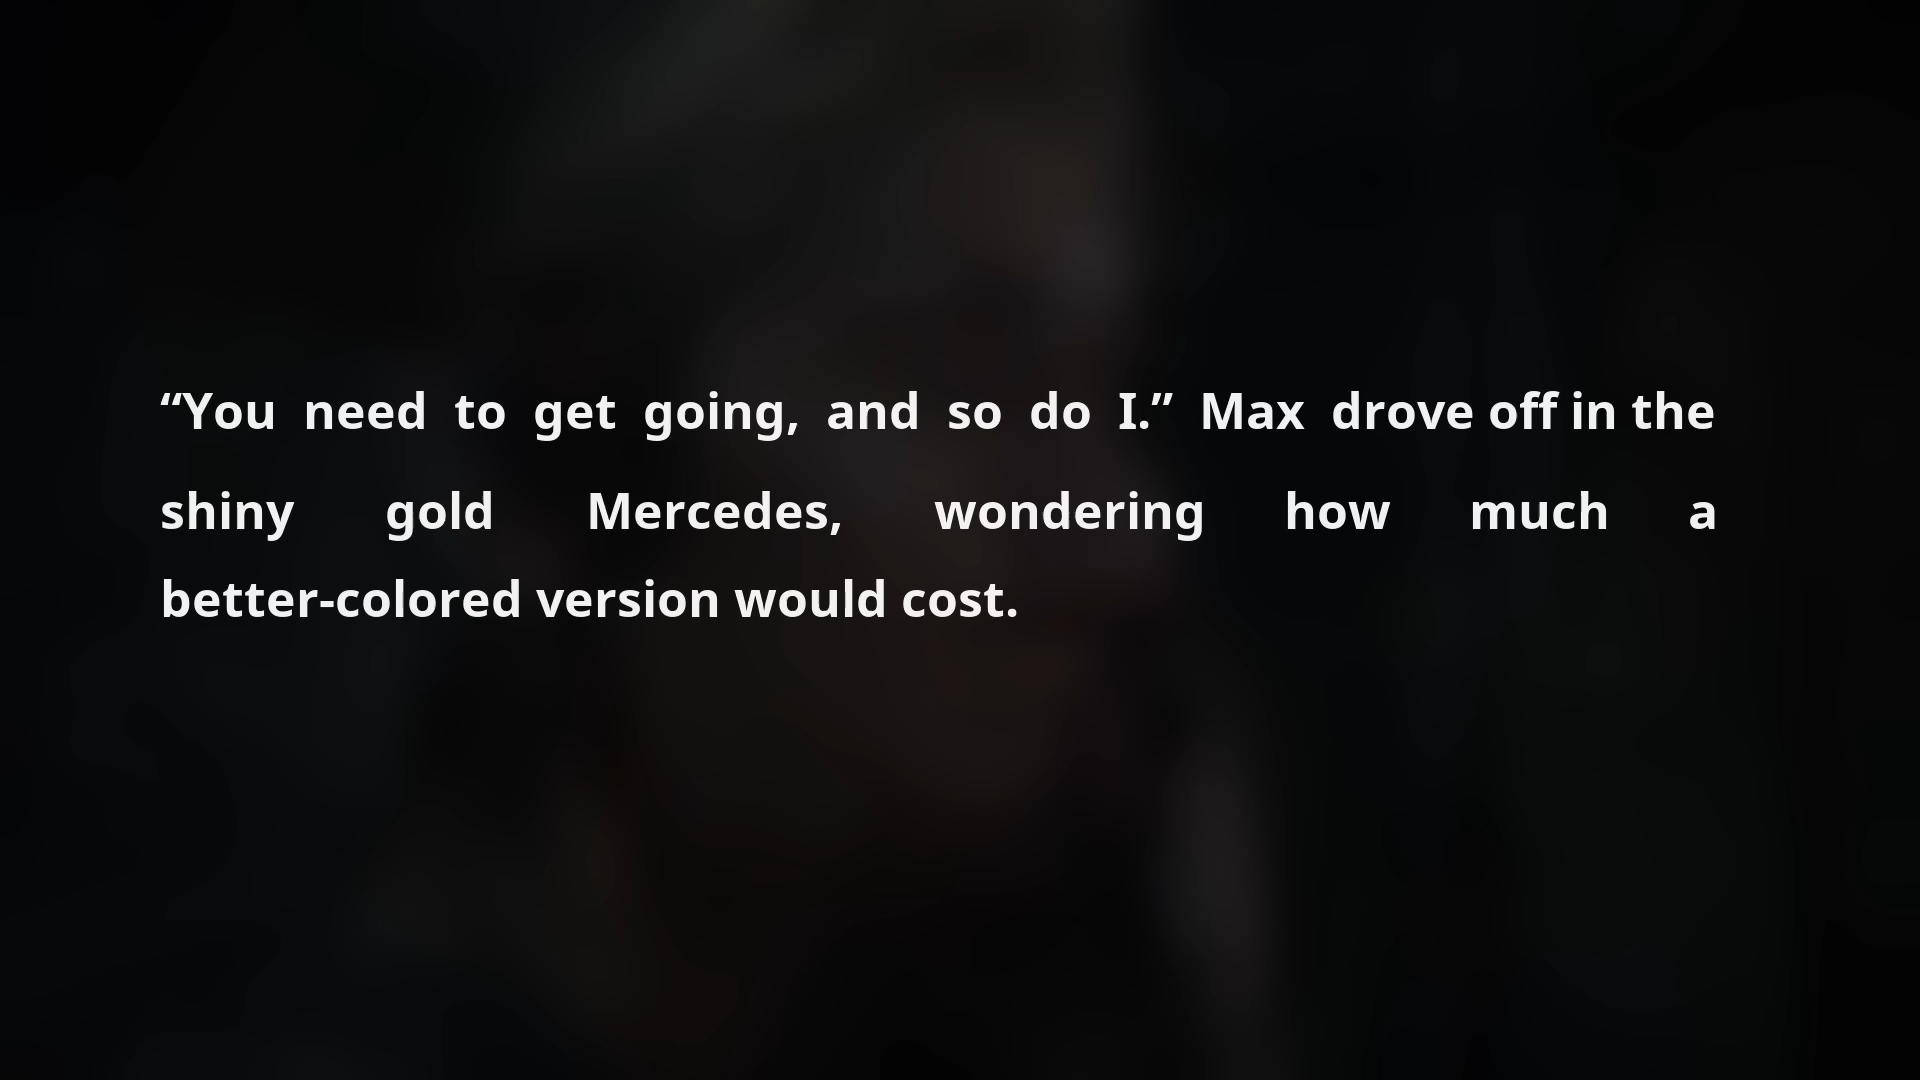 “You need to get going, and so do I.” Max drove off in the
shiny gold Mercedes, wondering how much a
better-colored version would cost.